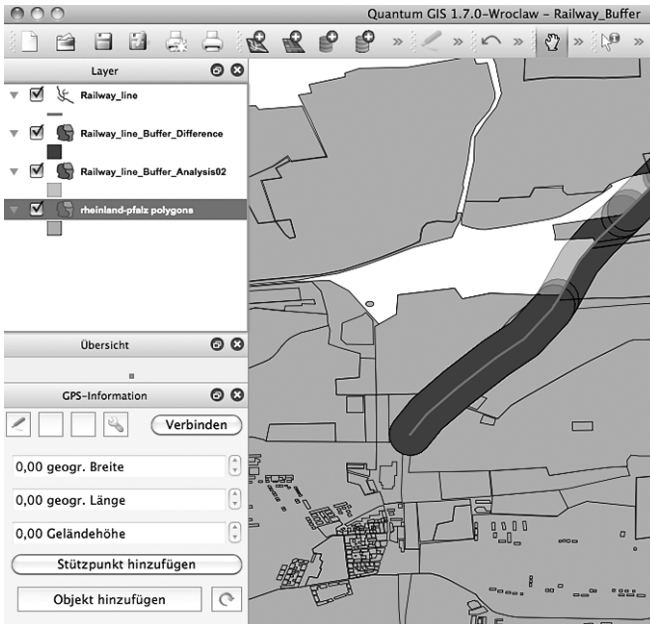 Quantum GIS 1.7.0-Wroclaw – Railway_Buffer
»
»
»
»
»
Layer
Railway_line
Railway_line_Buffer_Difference
Railway_line_Buffer_Analysis02
rheinland-pfalz polygons
Übersicht
GPS-Information
Verbinden
0,00 geogr. Breite
0,00 geogr. Länge
0,00 Geländehöhe
Stützpunkt hinzufügen
Objekt hinzufügen